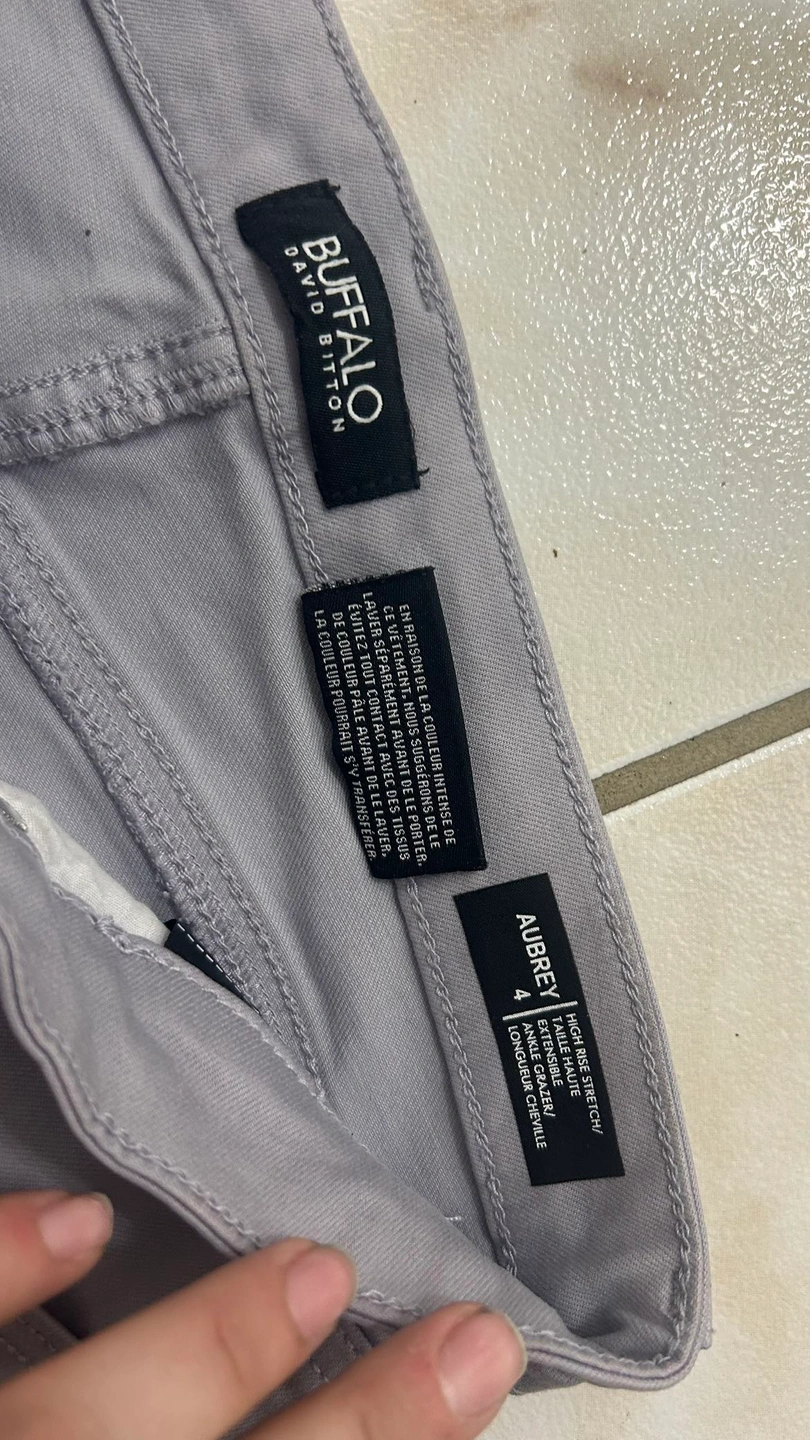 BUFFALO
DAVID BITTON
EN RAISON DE LA COULEUR INTENSE DE
CE VÊTEMENT, NOUS SUGGÉRONS DE LE
LAVER SÉPARÉMENT AVANT DE LE PORTER.
ÉVITEZ TOUT CONTACT AVEC DES TISSUS
DE COULEUR PÂLE AVANT DE LE LAVER,
LA COULEUR POURRAIT S'Y TRANSFÉRER.
AUBREY
4
HIGH RISE STRETCH/
TAILLE HAUTE
EXTENSIBLE
ANKLE GRAZER/
LONGUEUR CHEVILLE